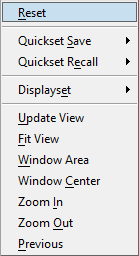 Reset
Quickset Save
Quickset Recall
Displayset
Update View
Fit View
Window Area
Window Center
Zoom In
Zoom Out
Previous